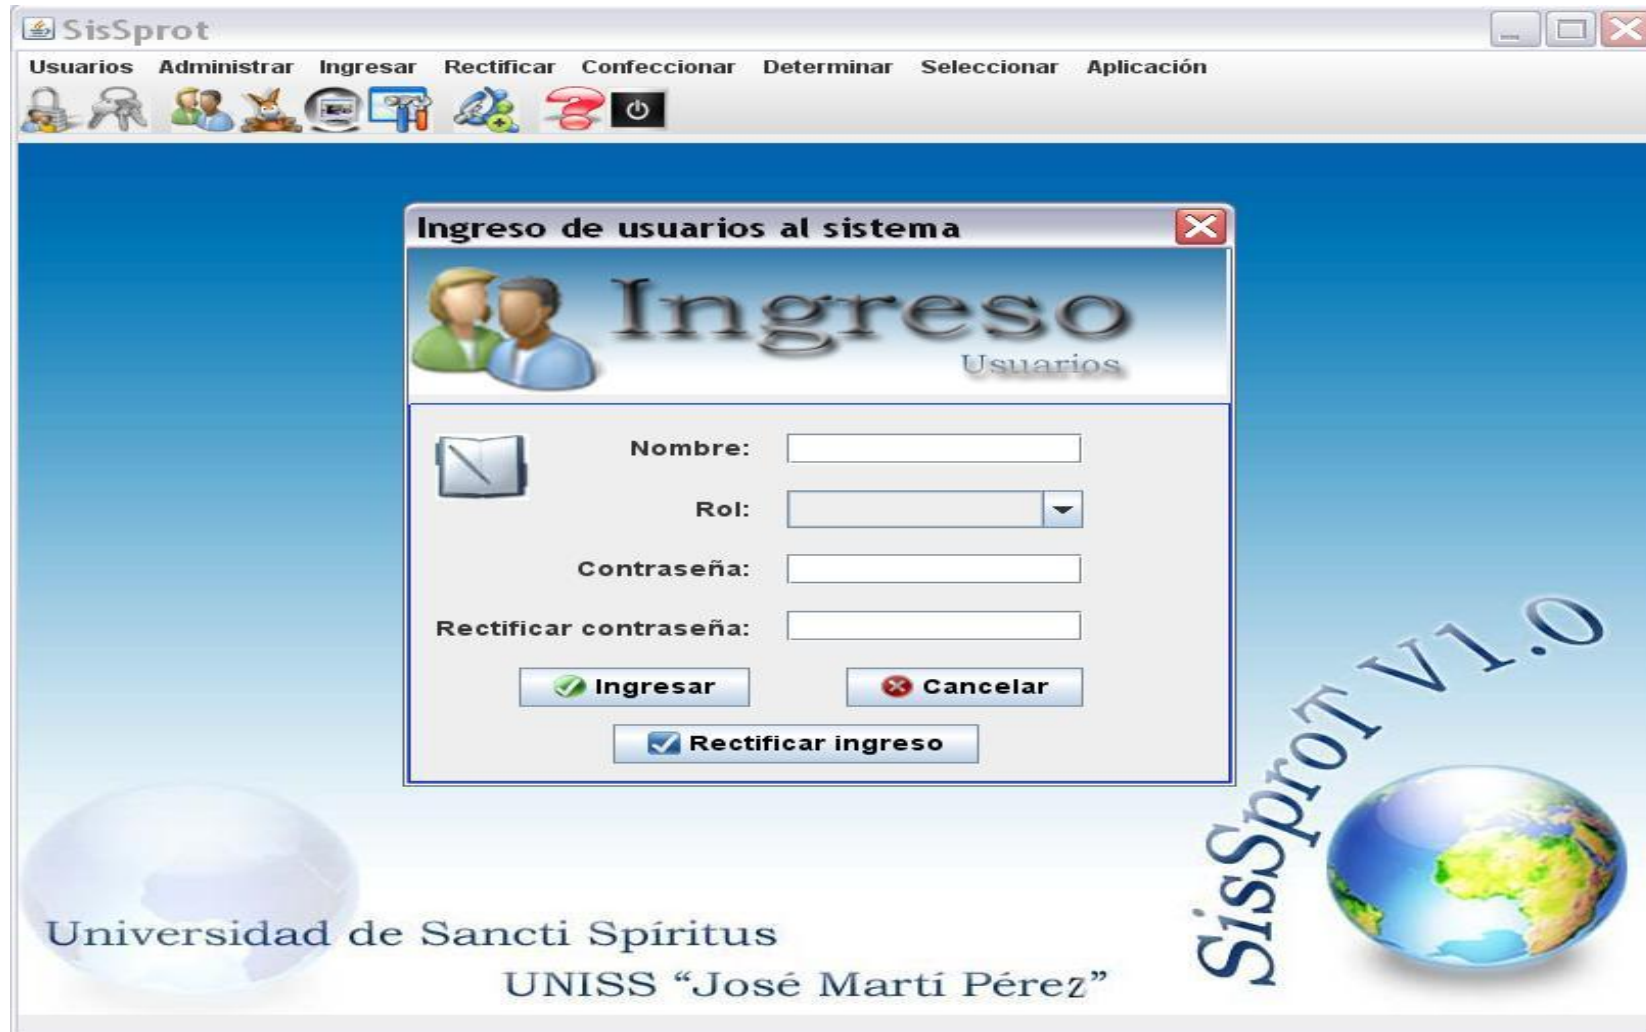 SisSprot
Usuarios Administrar Ingresar Rectificar Confeccionar Determinar Seleccionar Aplicación
Ingreso de usuarios al sistema
Ingreso
Usuarios
Nombre:
Rol:
Contraseña:
Rectificar contraseña:
Ingresar Cancelar
Rectificar ingreso
SisSproT V1.0
Universidad de Sancti Spíritus
UNISS “José Martí Pérez”